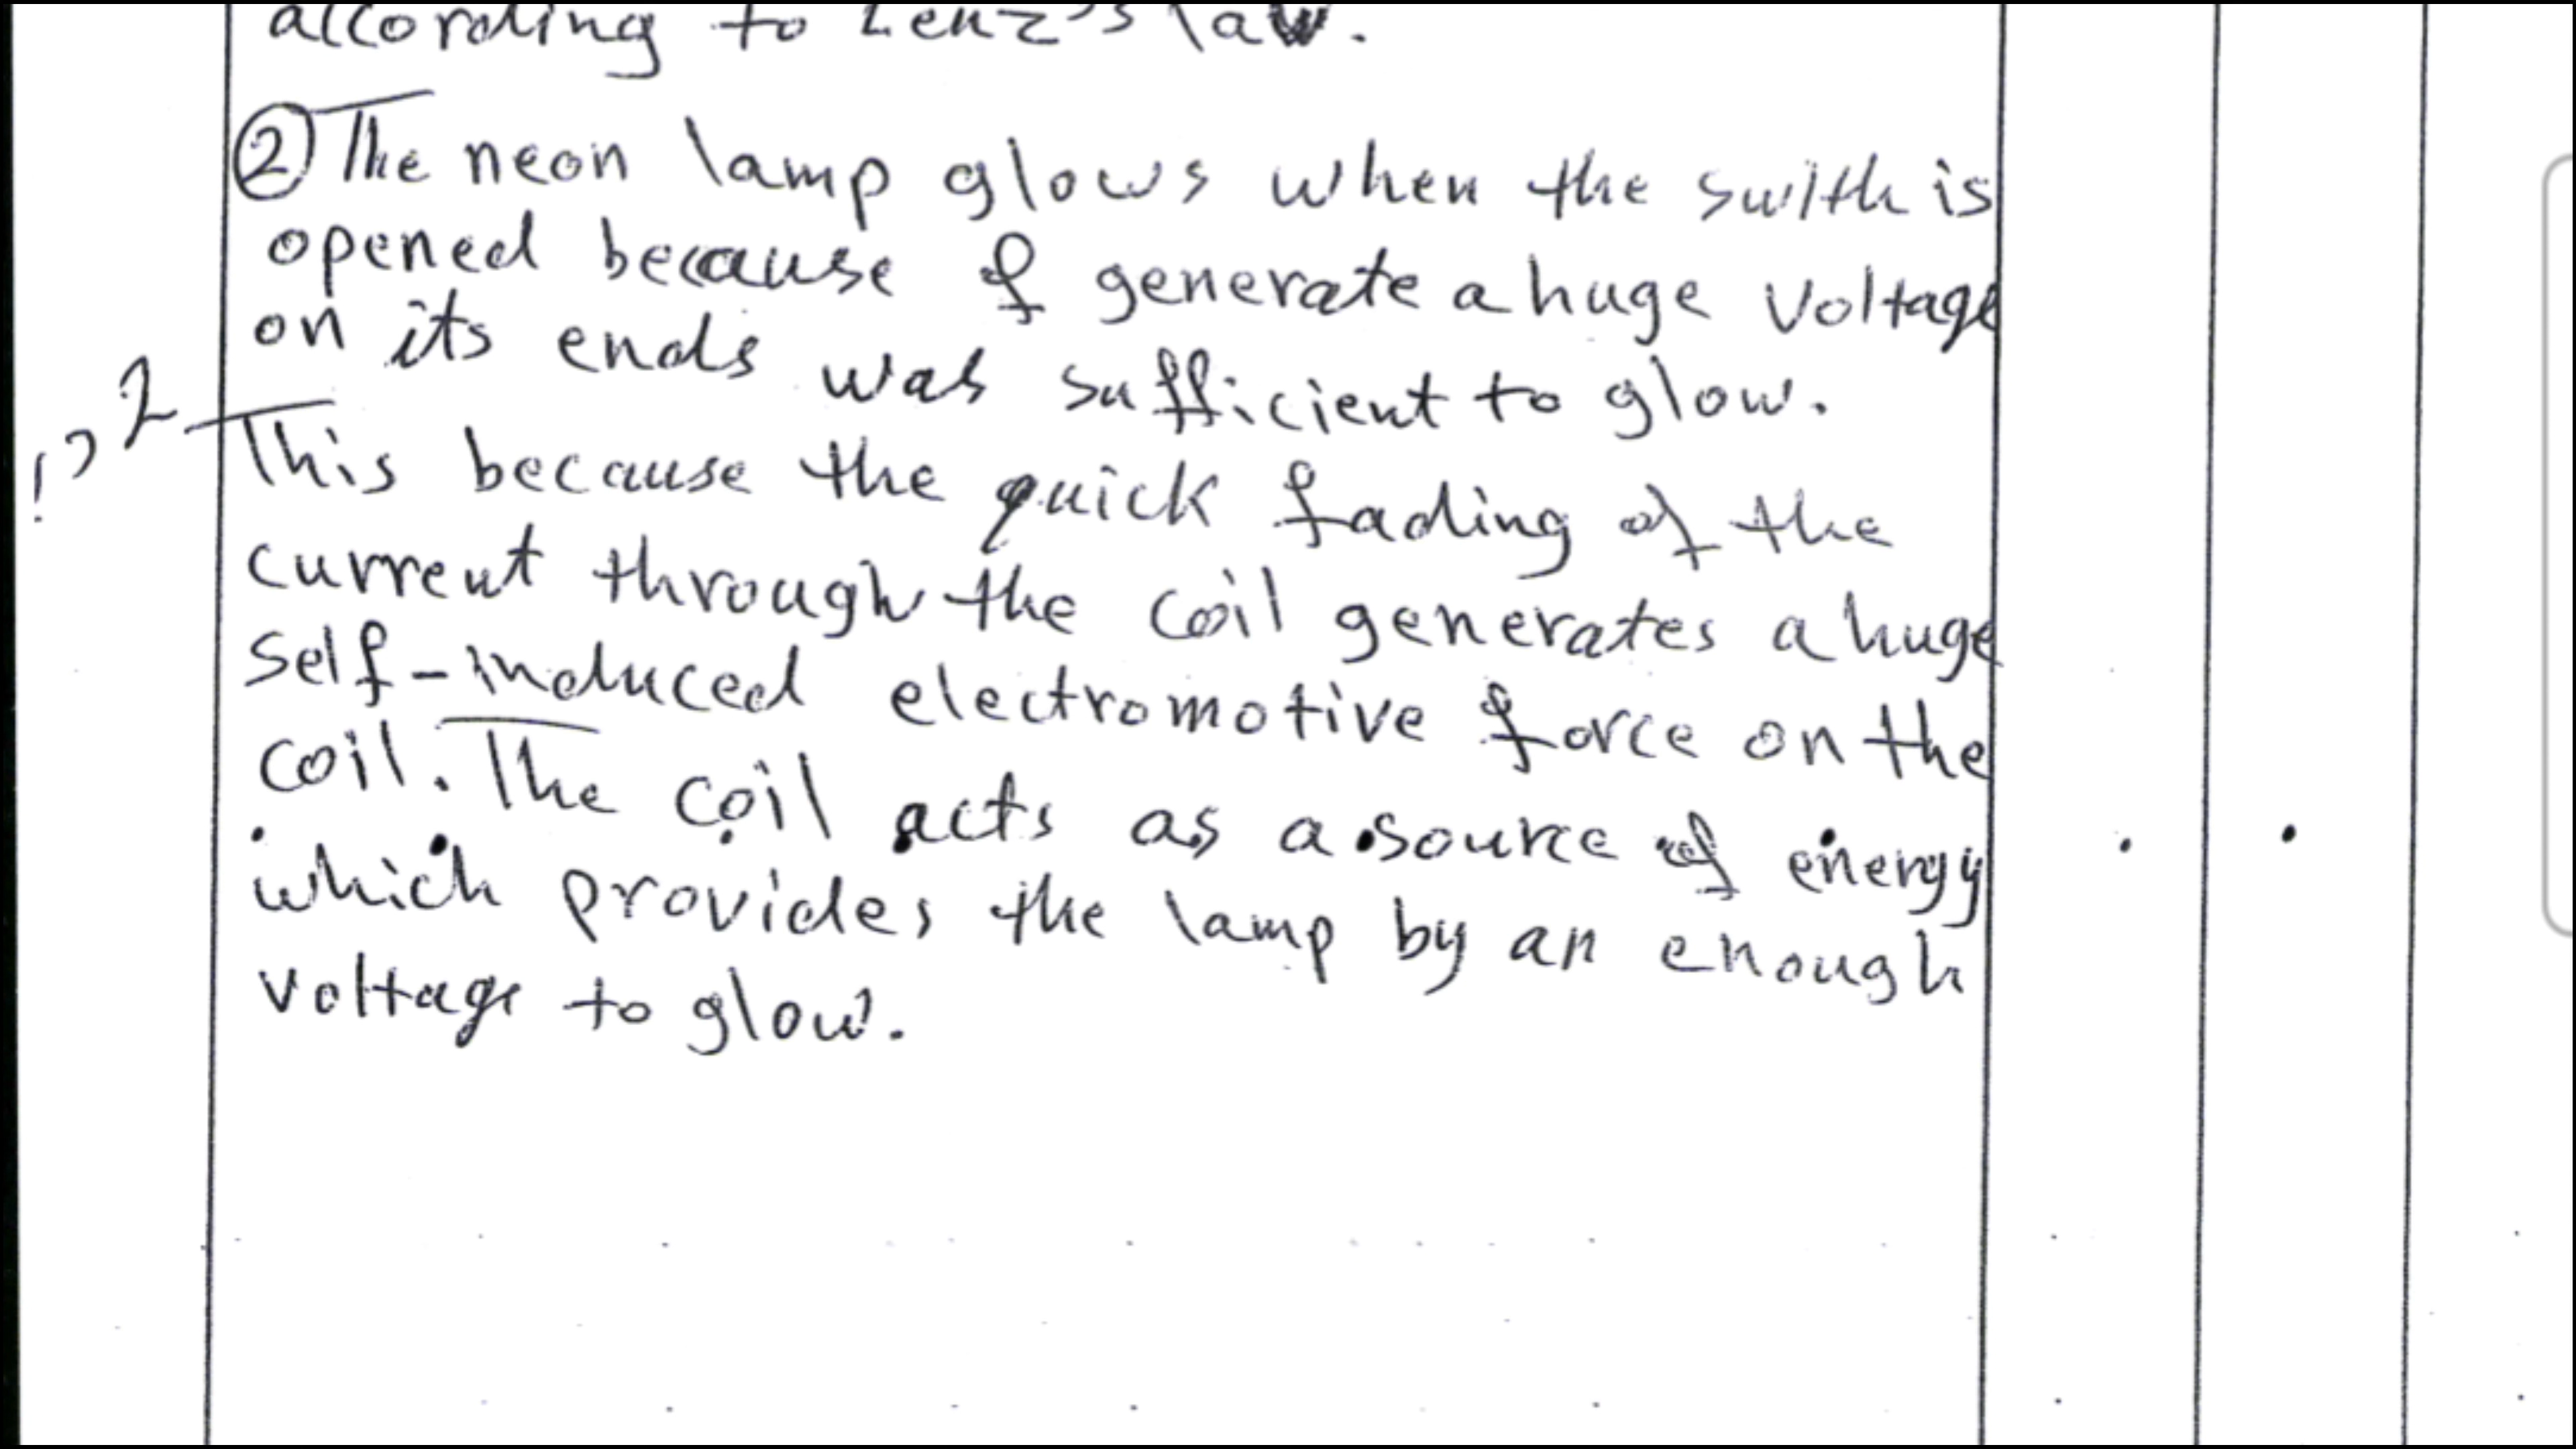 according to Lenz's law.
② The neon lamp glows when the swith is
opened because of generate a huge voltage
on its ends was sufficient to glow.
2
This because the quick fading of the
current through the coil generates a huge
self-induced electromotive force on the
coil. The coil acts as a source of energy
which provides the lamp by an enough
voltage to glow.